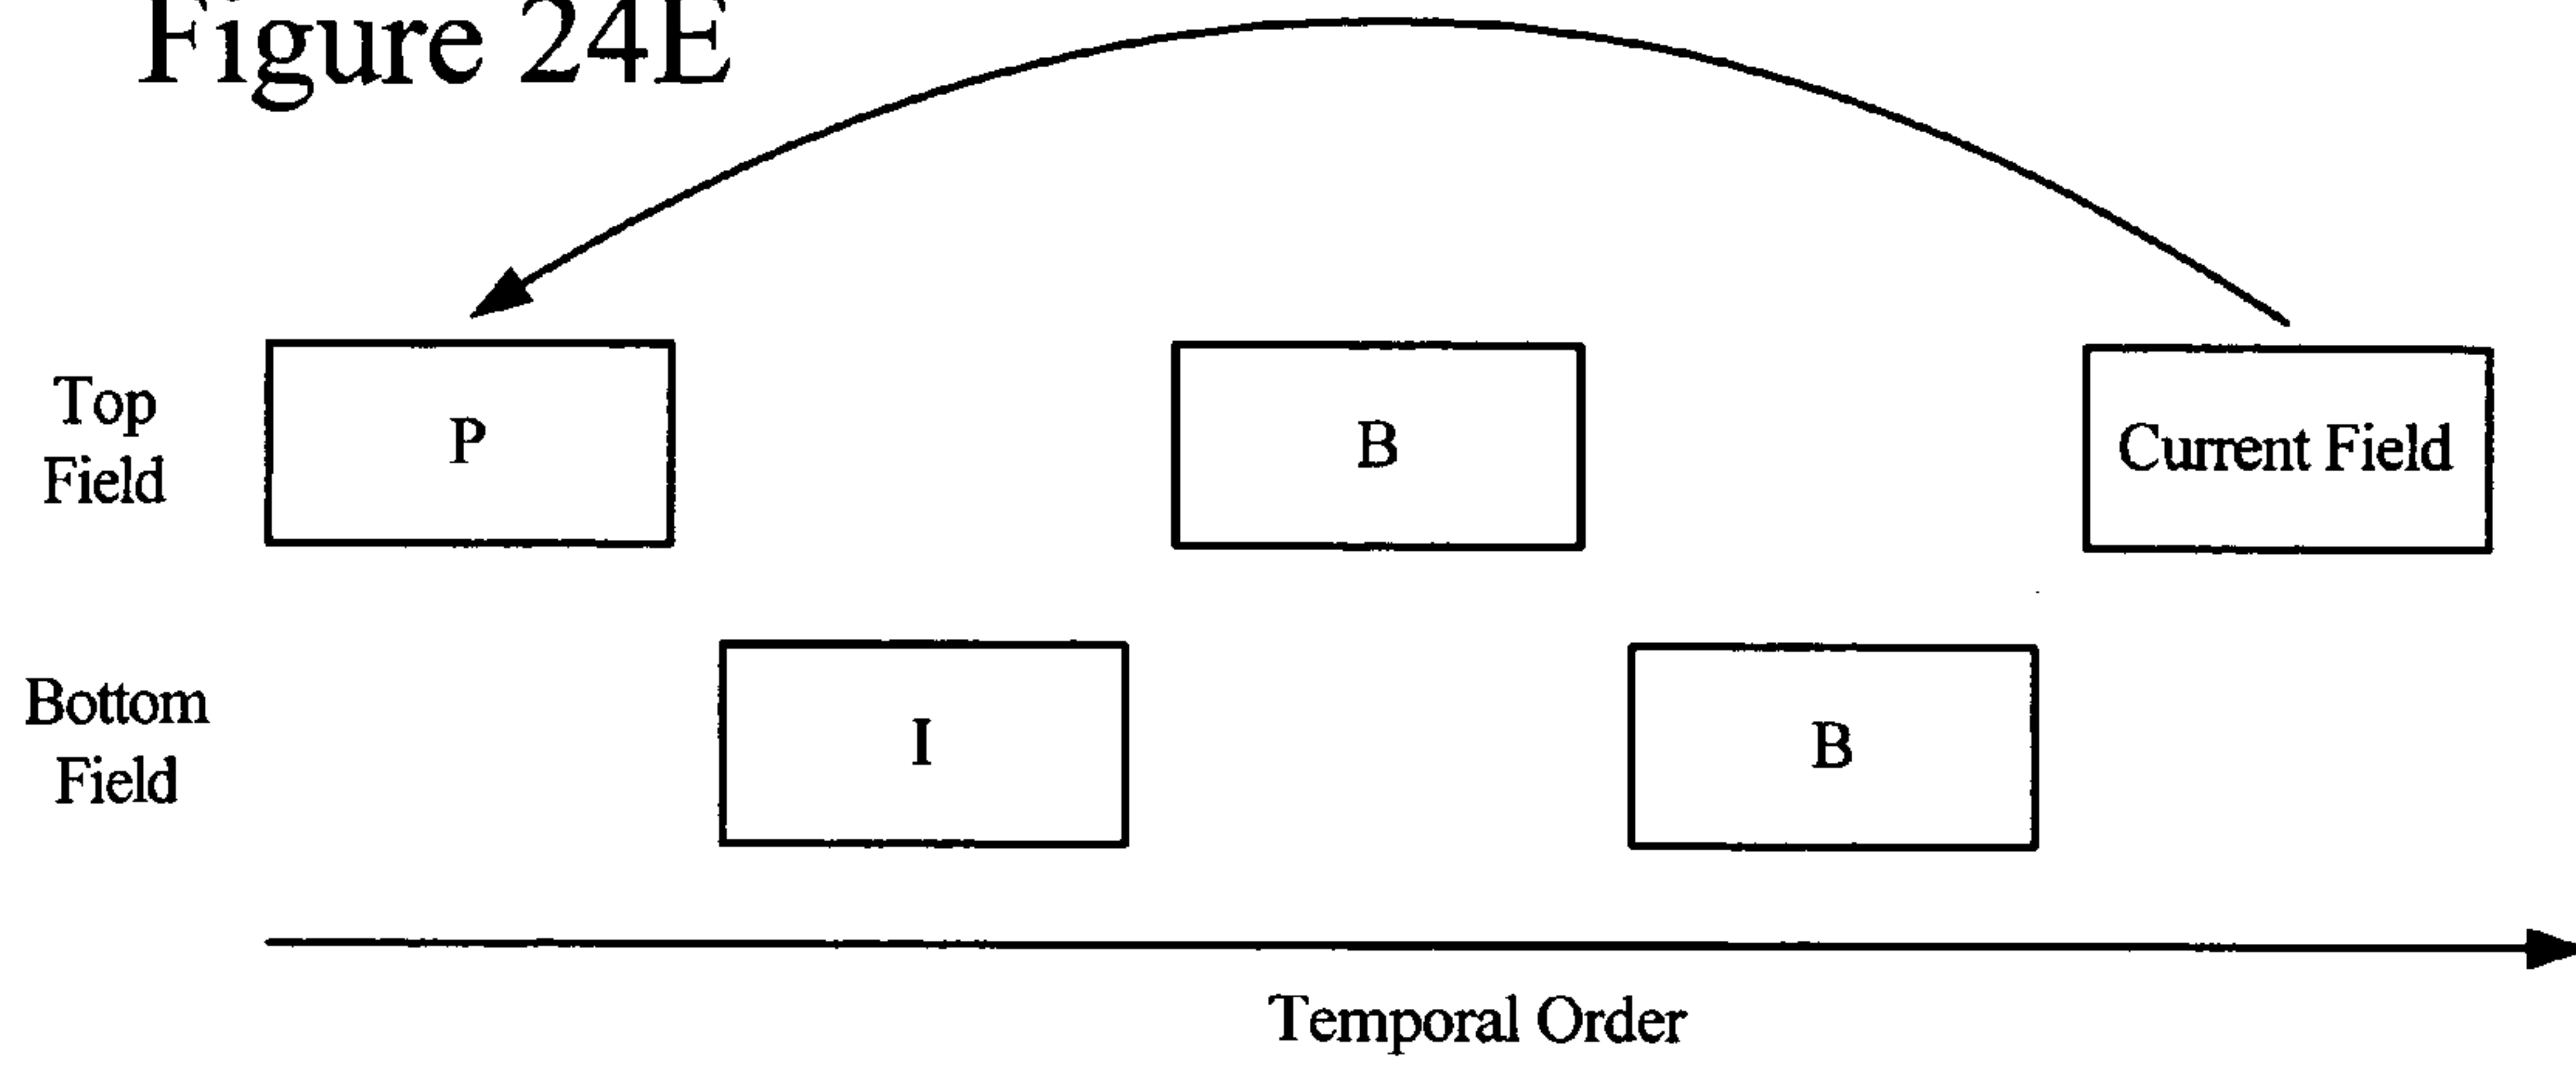 Figure 24E
Top
Field
P
B
Current Field
Bottom
Field
I
B
Temporal Order